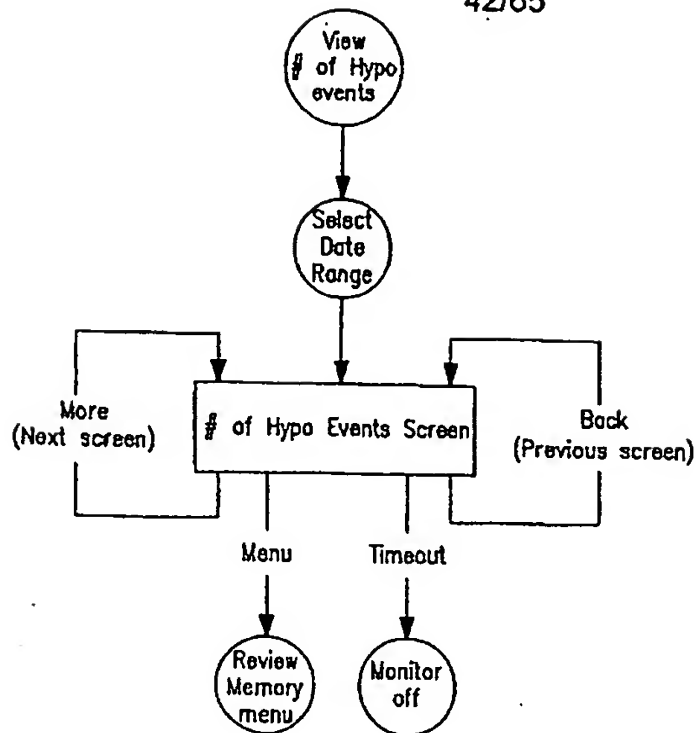 42/65
View
# of Hypo
events
Select
Date
Range
More
(Next screen)
# of Hypo Events Screen
Back
(Previous screen)
Menu
Timeout
Review
Memory
menu
Monitor
off